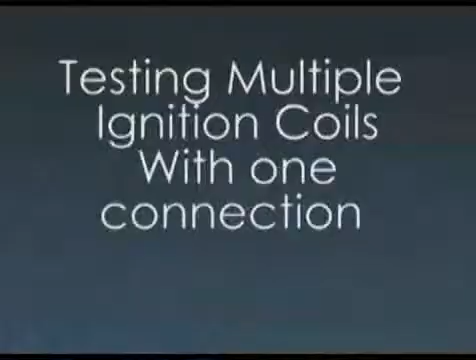 Testing Multiple
Ignition Coils
With one
connection